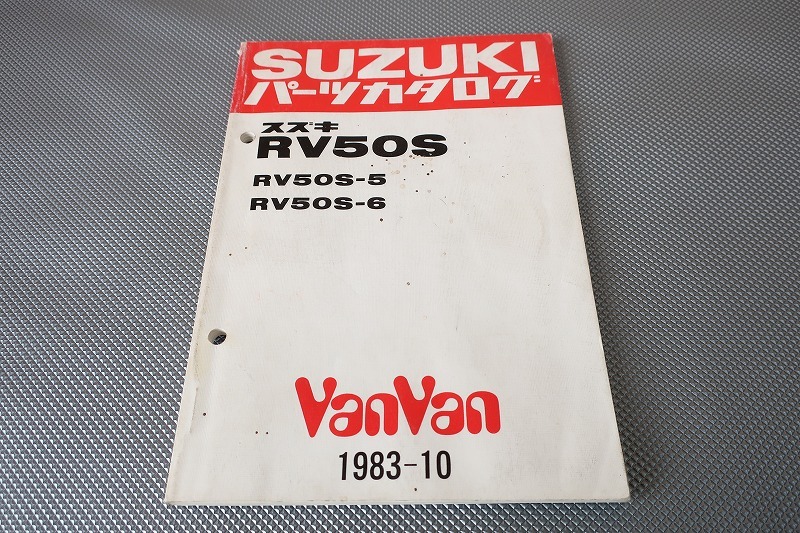 SUZUKI
パーツカタログ
スズキ
RV50S
RV50S-5
RV50S-6
VanVan
1983-10